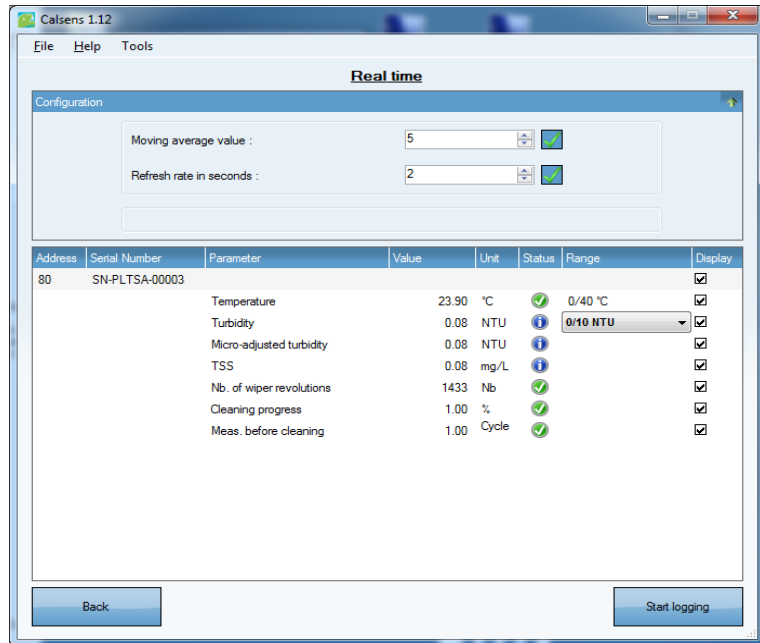 Calsens 1.12
File Help Tools
Real time
Configuration
Moving average value : 5
Refresh rate in seconds : 2
Address Serial Number Parameter Value Unit Status Range Display
80 SN-PLTSA-00003
Temperature 23.90 °C 0/40 °C
Turbidity 0.08 NTU 0/10 NTU
Micro-adjusted turbidity 0.08 NTU
TSS 0.08 mg/L
Nb. of wiper revolutions 1433 Nb
Cleaning progress 1.00 %
Meas. before cleaning 1.00 Cycle
Back Start logging